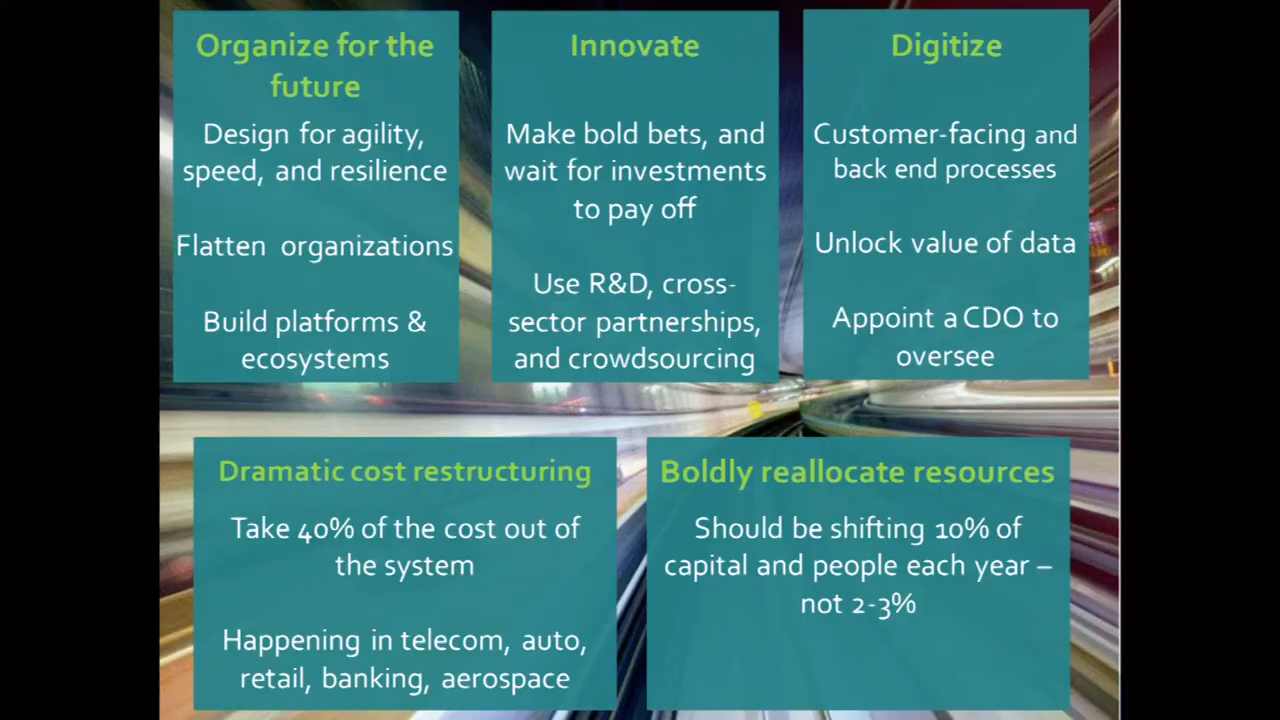 Organize for the
future
Design for agility,
speed, and resilience
Flatten organizations
Build platforms &
ecosystems
Innovate
Make bold bets, and
wait for investments
to pay off
Use R&D, cross-
sector partnerships,
and crowdsourcing
Digitize
Customer-facing and
back end processes
Unlock value of data
Appoint a CDO to
oversee
Dramatic cost restructuring
Take 40% of the cost out of
the system
Happening in telecom, auto,
retail, banking, aerospace
Boldly reallocate resources
Should be shifting 10% of
capital and people each year –
not 2-3%